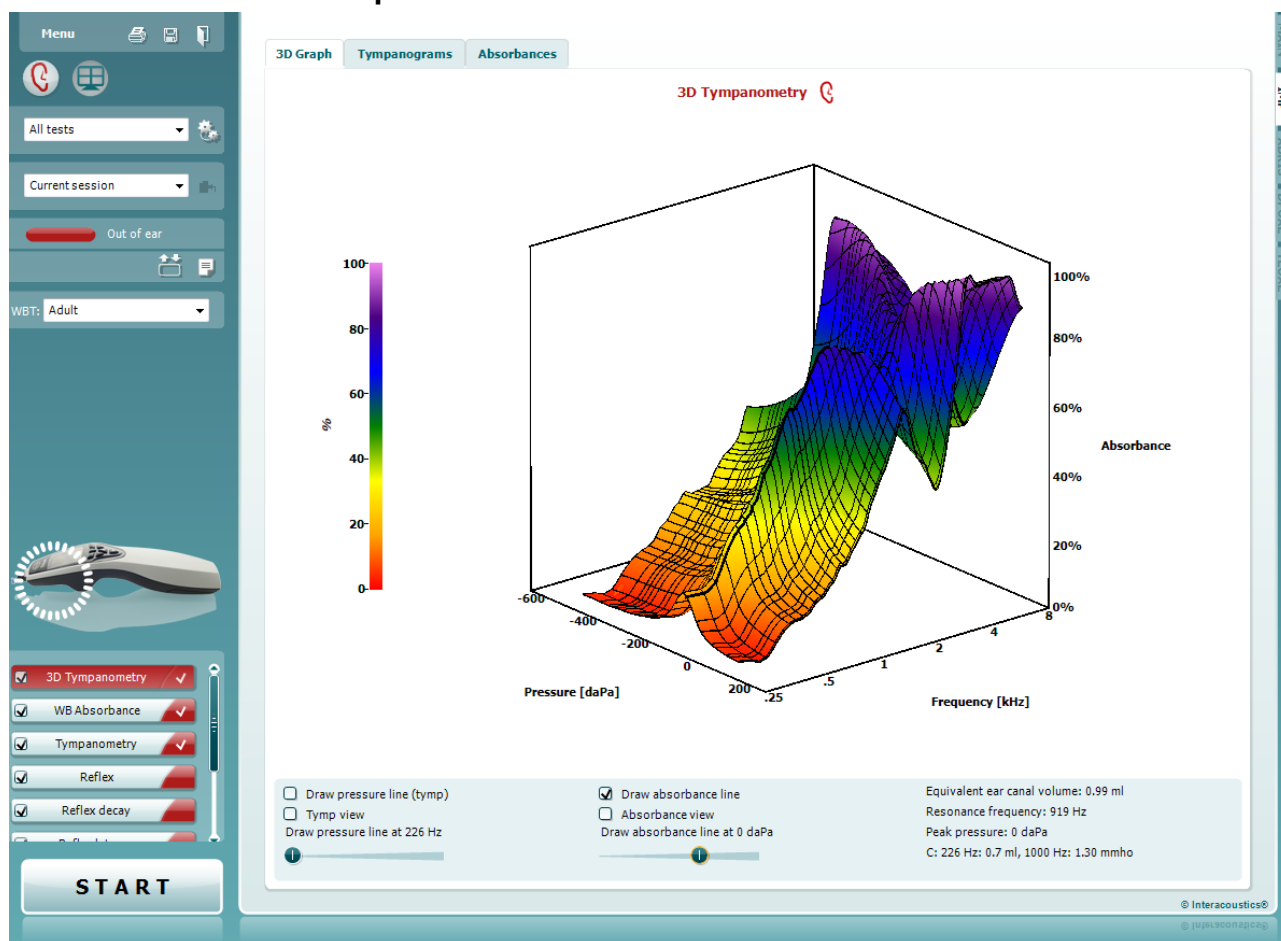 Menu
All tests
Current session
Out of ear
WBT: Adult
3D Tympanometry
WB Absorbance
Tympanometry
Reflex
Reflex decay
START
3D Graph Tympanograms Absorbances
3D Tympanometry
100
80
60
%
40
20
0
100%
80%
60%
Absorbance
40%
20%
0%
-600
-400
-200
0
200
Pressure [daPa]
.25
.5
1
2
4
8
Frequency [kHz]
Draw pressure line (tymp)
Tymp view
Draw pressure line at 226 Hz
Draw absorbance line
Absorbance view
Draw absorbance line at 0 daPa
Equivalent ear canal volume: 0.99 ml
Resonance frequency: 919 Hz
Peak pressure: 0 daPa
C: 226 Hz: 0.7 ml, 1000 Hz: 1.30 mmho
© Interacoustics®